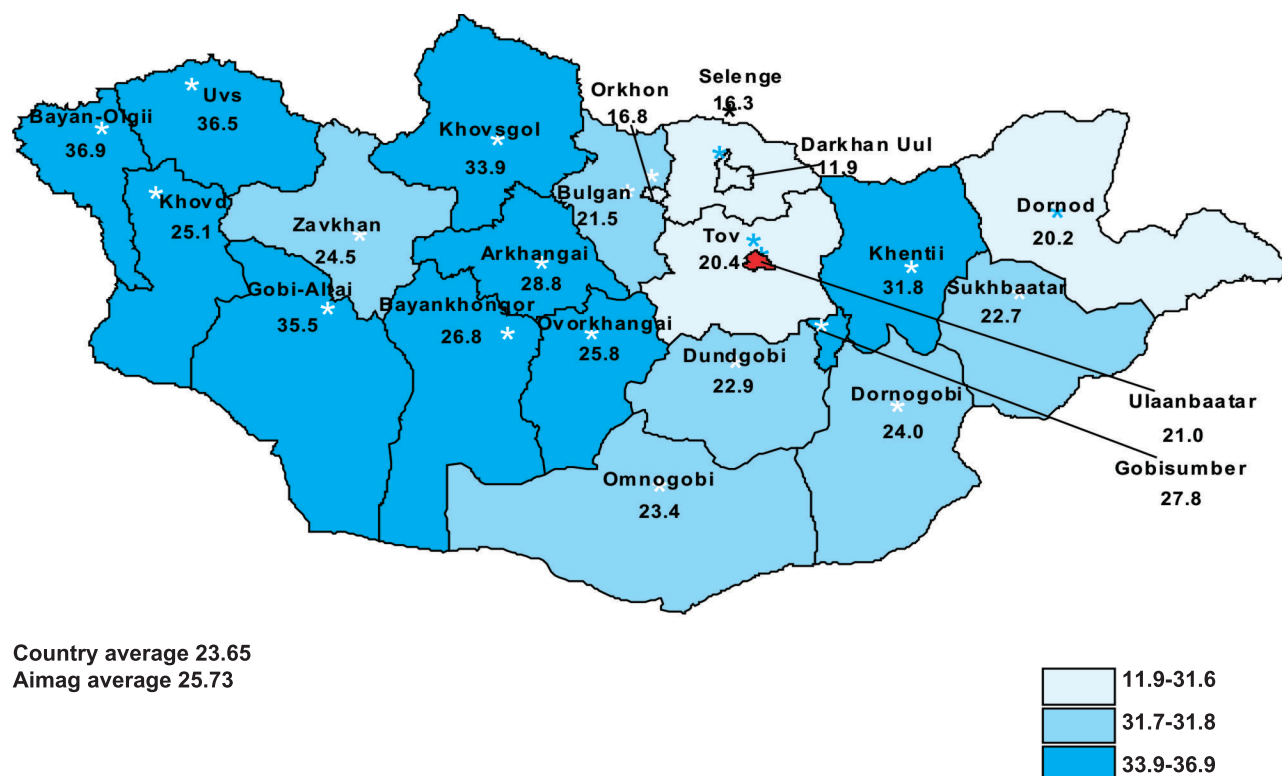 Selenge
16.3
Orkhon
16.8
Uvs
36.5
Bayan-Olgii
36.9
Khovsgol
33.9
Darkhan Uul
11.9
Khovd
25.1
Bulgan
21.5
Zavkhan
24.5
Tov
20.4
Dornod
20.2
Arkhangai
28.8
Khentii
31.8
Gobi-Altai
35.5
Bayankhongor
26.8
Sukhbaatar
22.7
Ovorkhangai
25.8
Dundgobi
22.9
Dornogobi
24.0
Ulaanbaatar
21.0
Gobisumber
27.8
Omnogobi
23.4
Country average 23.65
Aimag average 25.73
11.9-31.6
31.7-31.8
33.9-36.9